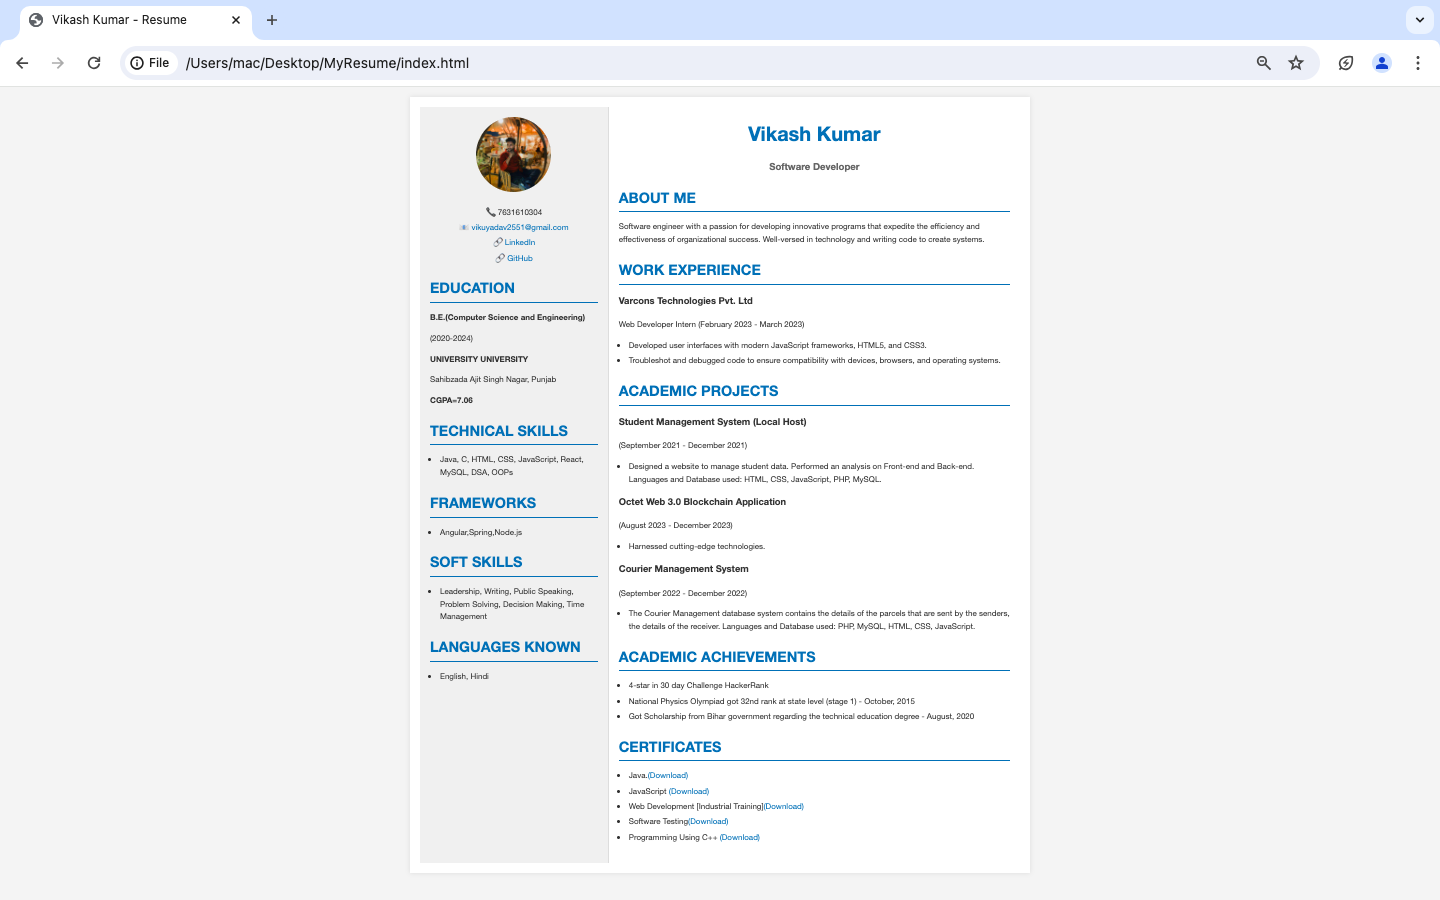 Vikash Kumar - Resume
File
/Users/mac/Desktop/MyResume/index.html
7631610304
vikuyadav2551@gmail.com
LinkedIn
GitHub
EDUCATION
B.E.(Computer Science and Engineering)
(2020-2024)
UNIVERSITY UNIVERSITY
Sahibzada Ajit Singh Nagar, Punjab
CGPA=7.06
TECHNICAL SKILLS
Java, C, HTML, CSS, JavaScript, React,
MySQL, DSA, OOPs
FRAMEWORKS
Angular,Spring,Node.js
SOFT SKILLS
Leadership, Writing, Public Speaking,
Problem Solving, Decision Making, Time
Management
LANGUAGES KNOWN
English, Hindi
Vikash Kumar
Software Developer
ABOUT ME
Software engineer with a passion for developing innovative programs that expedite the efficiency and
effectiveness of organizational success. Well-versed in technology and writing code to create systems.
WORK EXPERIENCE
Varcons Technologies Pvt. Ltd
Web Developer Intern (February 2023 - March 2023)
Developed user interfaces with modern JavaScript frameworks, HTML5, and CSS3.
Troubleshot and debugged code to ensure compatibility with devices, browsers, and operating systems.
ACADEMIC PROJECTS
Student Management System (Local Host)
(September 2021 - December 2021)
Designed a website to manage student data. Performed an analysis on Front-end and Back-end.
Languages and Database used: HTML, CSS, JavaScript, PHP, MySQL.
Octet Web 3.0 Blockchain Application
(August 2023 - December 2023)
Harnessed cutting-edge technologies.
Courier Management System
(September 2022 - December 2022)
The Courier Management database system contains the details of the parcels that are sent by the senders,
the details of the receiver. Languages and Database used: PHP, MySQL, HTML, CSS, JavaScript.
ACADEMIC ACHIEVEMENTS
4-star in 30 day Challenge HackerRank
National Physics Olympiad got 32nd rank at state level (stage 1) - October, 2015
Got Scholarship from Bihar government regarding the technical education degree - August, 2020
CERTIFICATES
Java.(Download)
JavaScript (Download)
Web Development [Industrial Training](Download)
Software Testing(Download)
Programming Using C++ (Download)